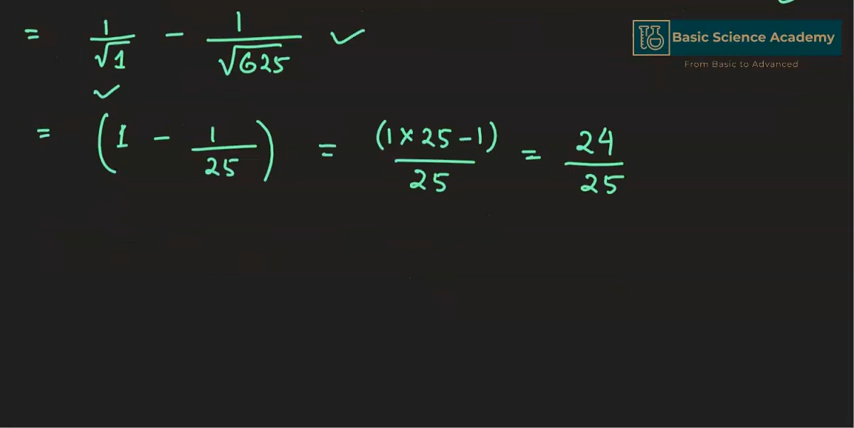 Basic Science Academy
From Basic to Advanced
= 1/√1 − 1/√625 ✓
✓
= (1 − 1/25) = (1×25−1)/25 = 24/25